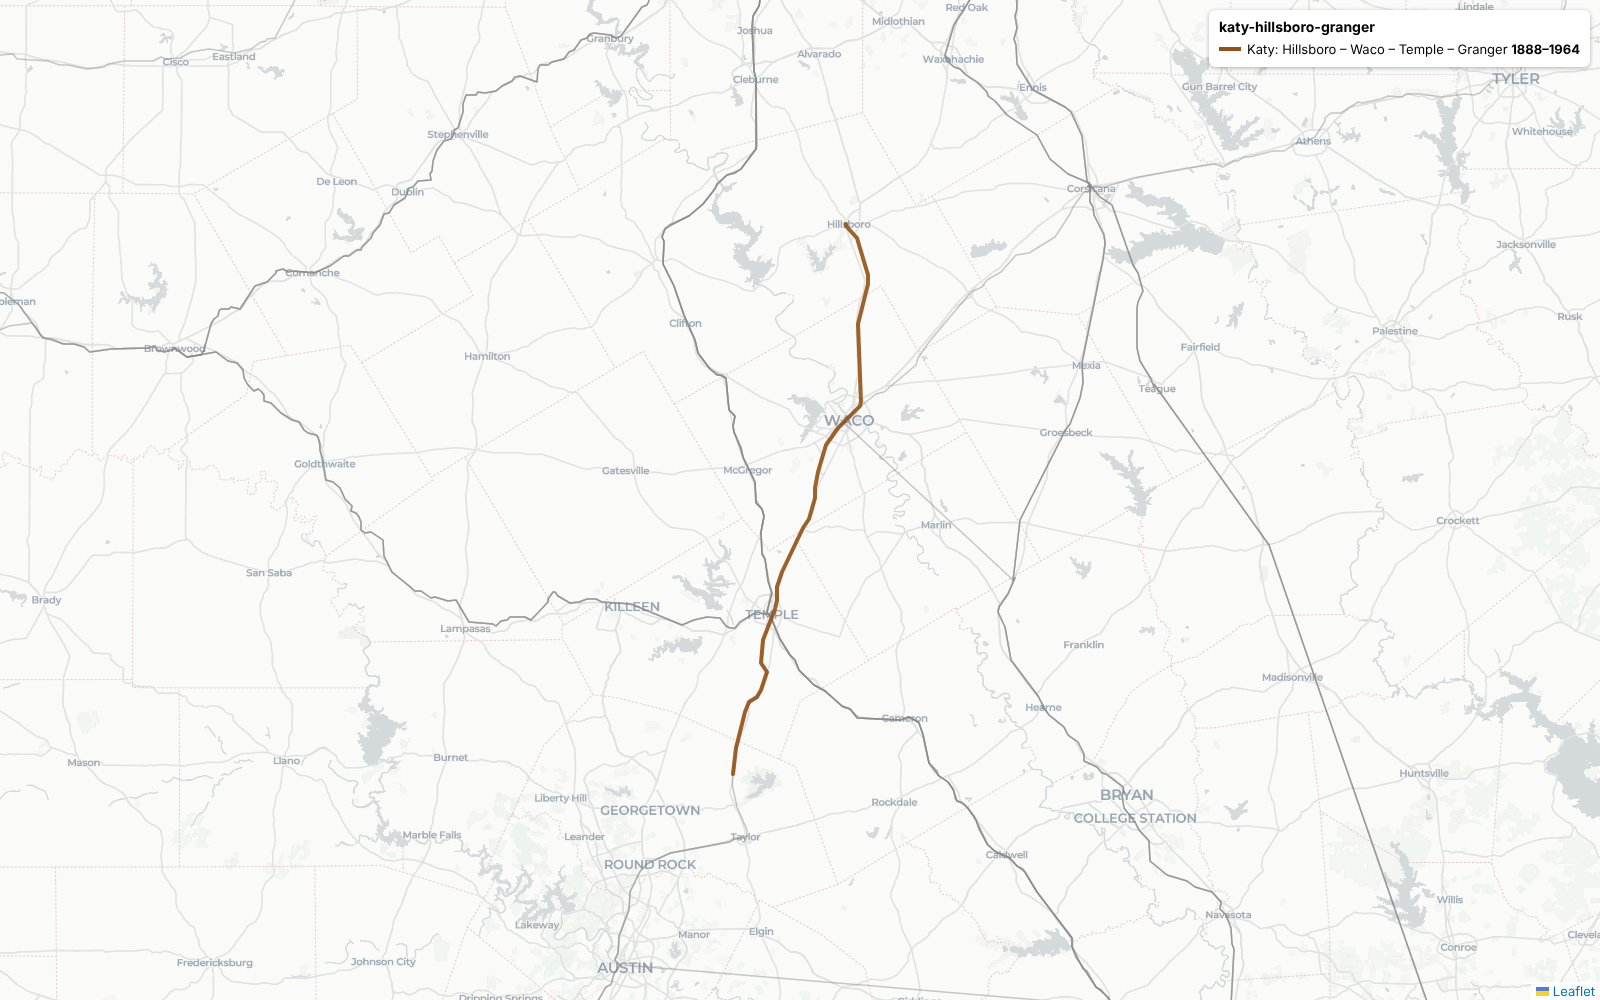 katy-hillsboro-granger
Katy: Hillsboro – Waco – Temple – Granger 1888–1964
Red Oak
Lindale
Midlothian
Joshua
Granbury
Alvarado
Eastland
Cisco
Waxahachie
Cleburne
TYLER
Ennis
Gun Barrel City
Stephenville
Whitehouse
Athens
De Leon
Dublin
Corsicana
Hillsboro
Jacksonville
Comanche
Rusk
Clifton
Palestine
Brownwood
Fairfield
Hamilton
Mexia
Teague
WACO
Groesbeck
Goldthwaite
Gatesville
McGregor
Crockett
Marlin
San Saba
Brady
KILLEEN
TEMPLE
Lampasas
Franklin
Madisonville
Hearne
Cameron
Burnet
Llano
Mason
Huntsville
BRYAN
Liberty Hill
Rockdale
GEORGETOWN
COLLEGE STATION
Marble Falls
Leander
Taylor
Caldwell
ROUND ROCK
Willis
Navasota
Lakeway
Elgin
Manor
Conroe
Fredericksburg
Johnson City
AUSTIN
Dripping Springs
Leaflet